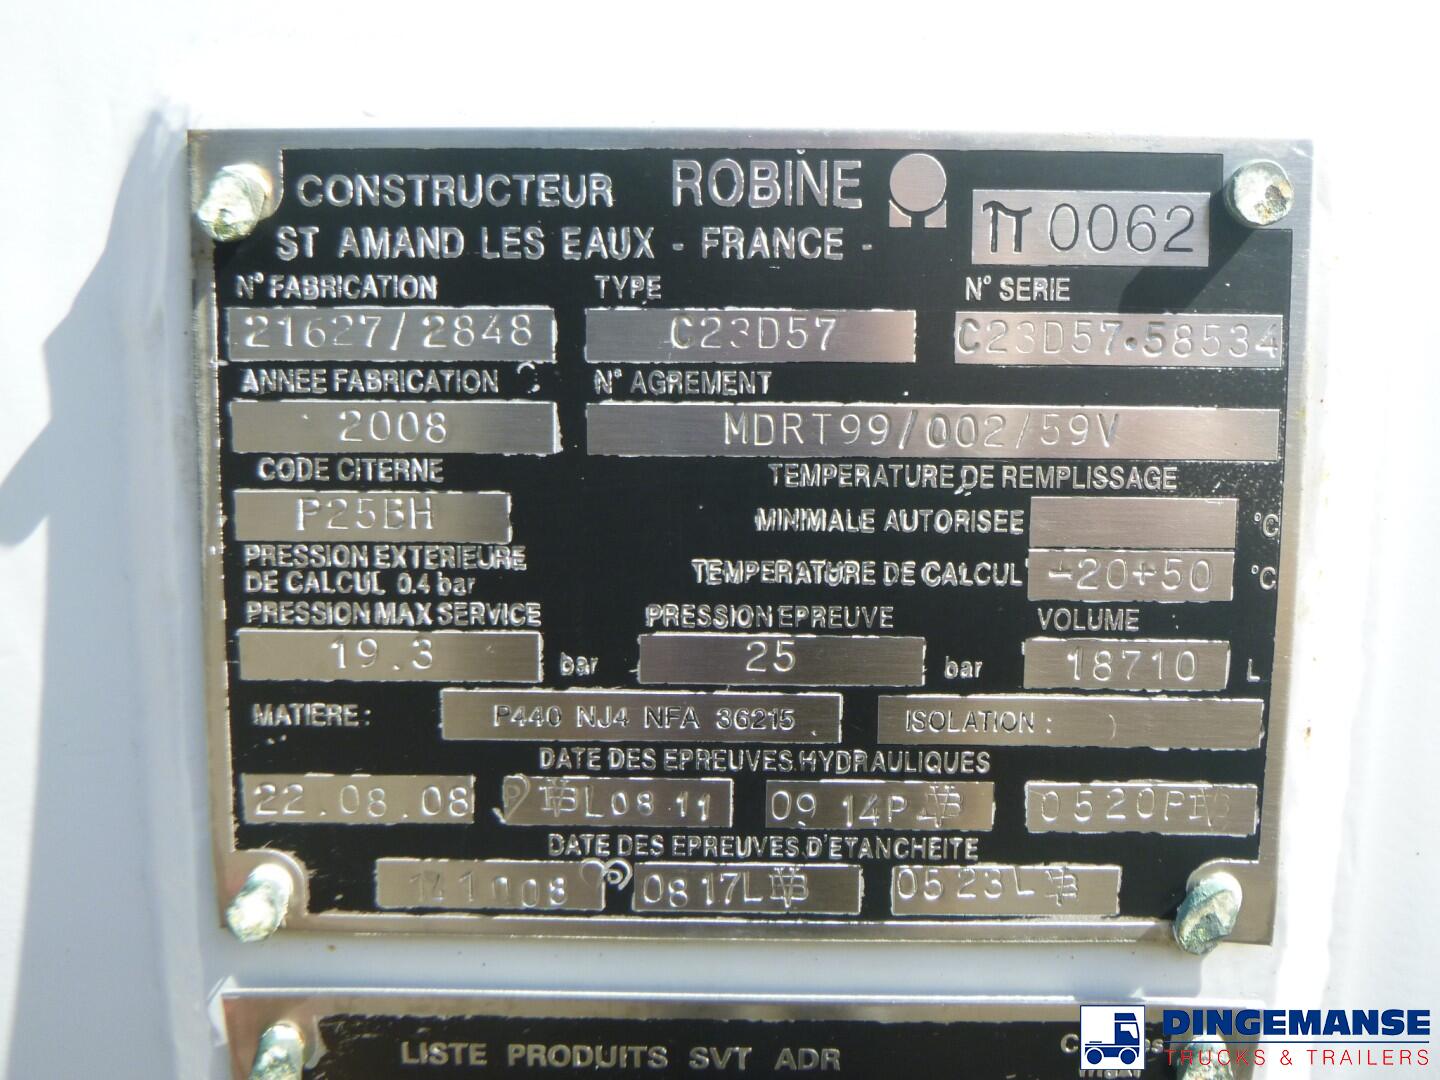 CONSTRUCTEUR ROBINE
π 0062
ST AMAND LES EAUX - FRANCE -
N° FABRICATION TYPE N° SERIE
21627/2848 C23D57 C23D57.58534
ANNEE FABRICATION N° AGREMENT
2008 MDRT99/002/59V
CODE CITERNE TEMPERATURE DE REMPLISSAGE
P25BH MINIMALE AUTORISEE °C
PRESSION EXTERIEURE
DE CALCUL 0.4 bar TEMPERATURE DE CALCUL -20+50 °C
PRESSION MAX SERVICE PRESSION EPREUVE VOLUME
19.3 bar 25 bar 18710 L
MATIERE: P440 NJ4 NFA 36215 ISOLATION :
DATE DES EPREUVES HYDRAULIQUES
22.08.08 08 11 09 14P 0520P
DATE DES EPREUVES D'ETANCHEITE
0817L 0523L
LISTE PRODUITS SVT ADR
DINGEMANSE
TRUCKS & TRAILERS